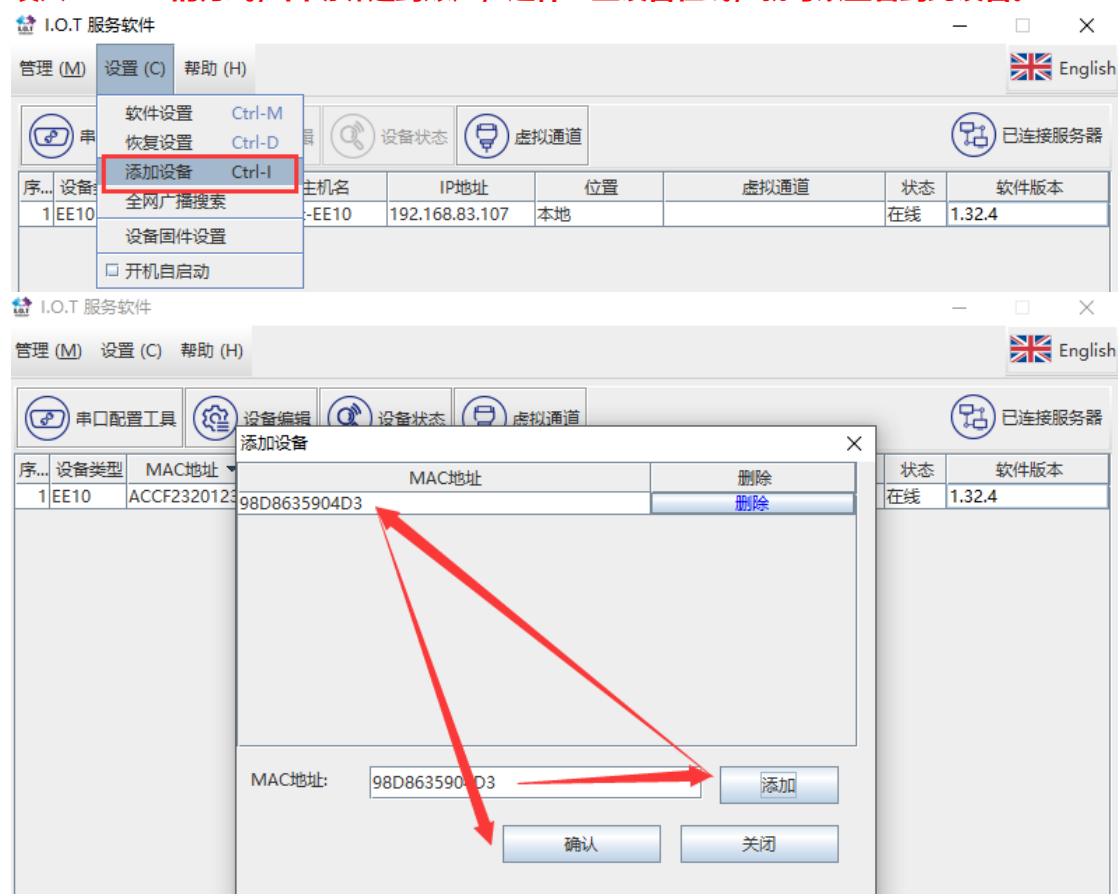 I.O.T 服务软件
管理 (M) 设置 (C) 帮助 (H) English
软件设置 Ctrl-M
恢复设置 Ctrl-D
添加设备 Ctrl-I
全网广播搜索
设备固件设置
开机自启动
串 设备状态 虚拟通道 已连接服务器
序... 设备 主机名 IP地址 位置 虚拟通道 状态 软件版本
1 EE10 -EE10 192.168.83.107 本地 在线 1.32.4
I.O.T 服务软件
管理 (M) 设置 (C) 帮助 (H) English
串口配置工具 设备编辑 设备状态 虚拟通道 已连接服务器
序... 设备类型 MAC地址 状态 软件版本
1 EE10 ACCF2320123 在线 1.32.4
添加设备
MAC地址 删除
98D8635904D3 删除
MAC地址: 98D8635904D3 添加
确认 关闭